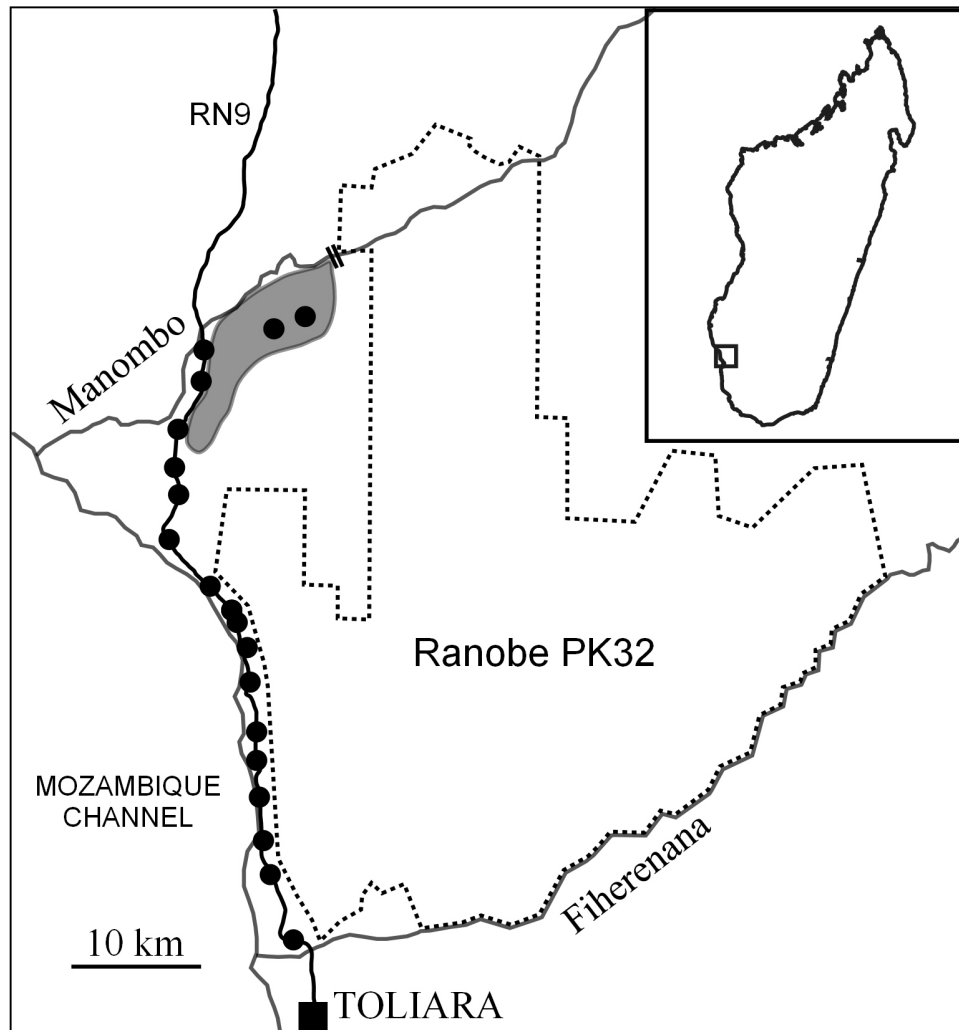 RN9
Manombo
Ranobe PK32
MOZAMBIQUE
CHANNEL
Fiherenana
10 km
TOLIARA